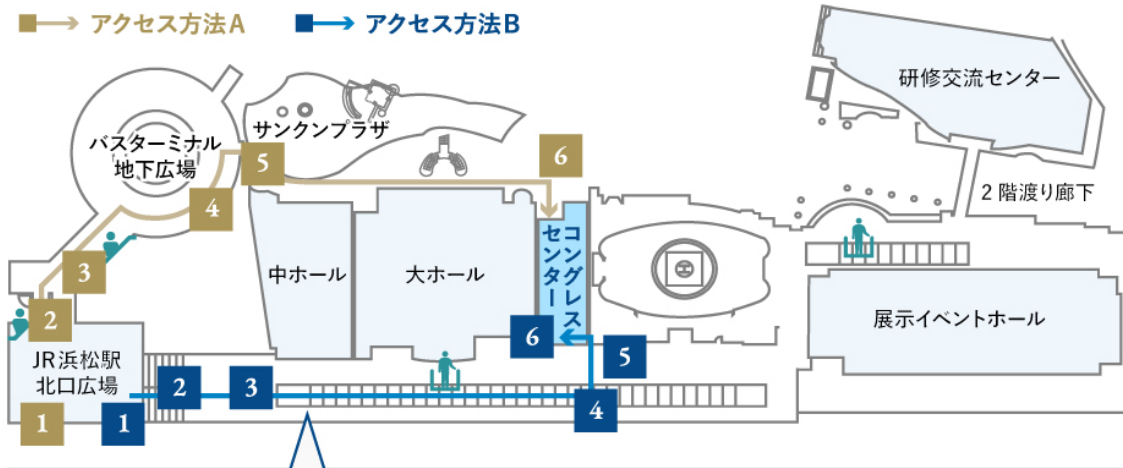 アクセス方法A
アクセス方法B
研修交流センター
サンクンプラザ
バスターミナル
地下広場
5
6
4
2階渡り廊下
3
中ホール
大ホール
コングレス
センター
2
展示イベントホール
JR浜松駅
北口広場
6
5
2
3
4
1
1